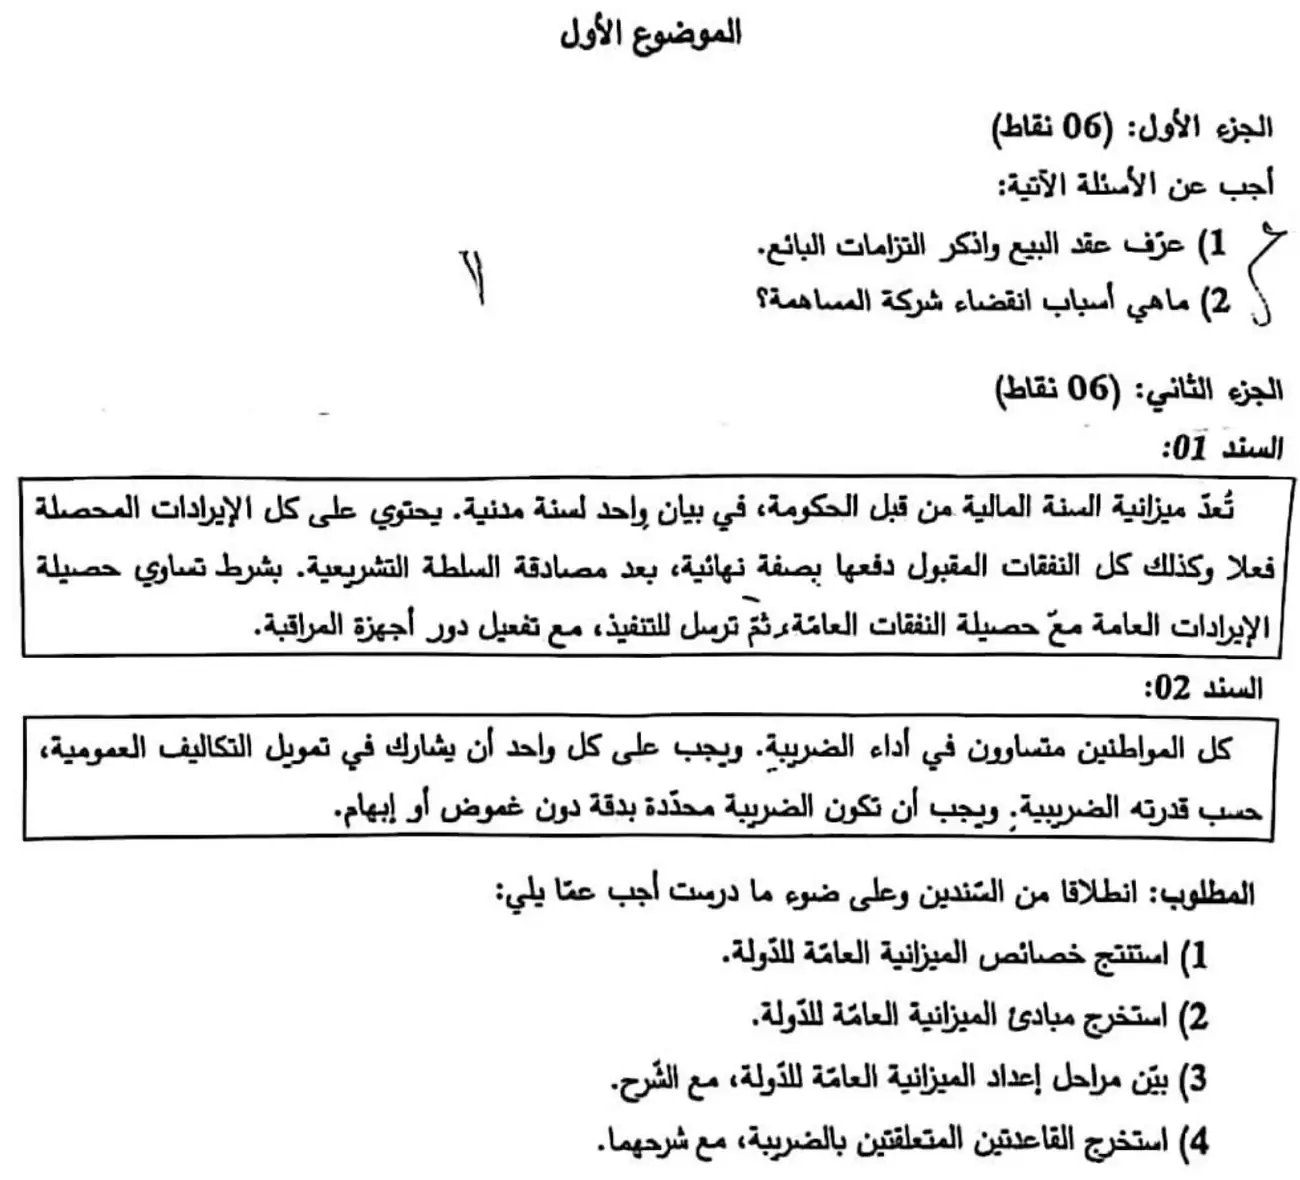 الموضوع الأول
الجزء الأول: (06 نقاط)
أجب عن الأسئلة الآتية:
1) عرّف عقد البيع واذكر التزامات البائع.
2) ماهي أسباب انقضاء شركة المساهمة؟
الجزء الثاني: (06 نقاط)
السند 01:
تُعدّ ميزانية السنة المالية من قبل الحكومة، في بيان واحد لسنة مدنية. يحتوي على كل الإيرادات المحصلة
فعلا وكذلك كل النفقات المقبول دفعها بصفة نهائية، بعد مصادقة السلطة التشريعية. بشرط تساوي حصيلة
الإيرادات العامة مع حصيلة النفقات العامّة، ثمّ ترسل للتنفيذ، مع تفعيل دور أجهزة المراقبة.
السند 02:
كل المواطنين متساوون في أداء الضريبة. ويجب على كل واحد أن يشارك في تمويل التكاليف العمومية،
حسب قدرته الضريبية. ويجب أن تكون الضريبة محدّدة بدقة دون غموض أو إبهام.
المطلوب: انطلاقا من السّندين وعلى ضوء ما درست أجب عمّا يلي:
1) استنتج خصائص الميزانية العامّة للدّولة.
2) استخرج مبادئ الميزانية العامّة للدّولة.
3) بيّن مراحل إعداد الميزانية العامّة للدّولة، مع الشّرح.
4) استخرج القاعدتين المتعلقتين بالضريبة، مع شرحهما.